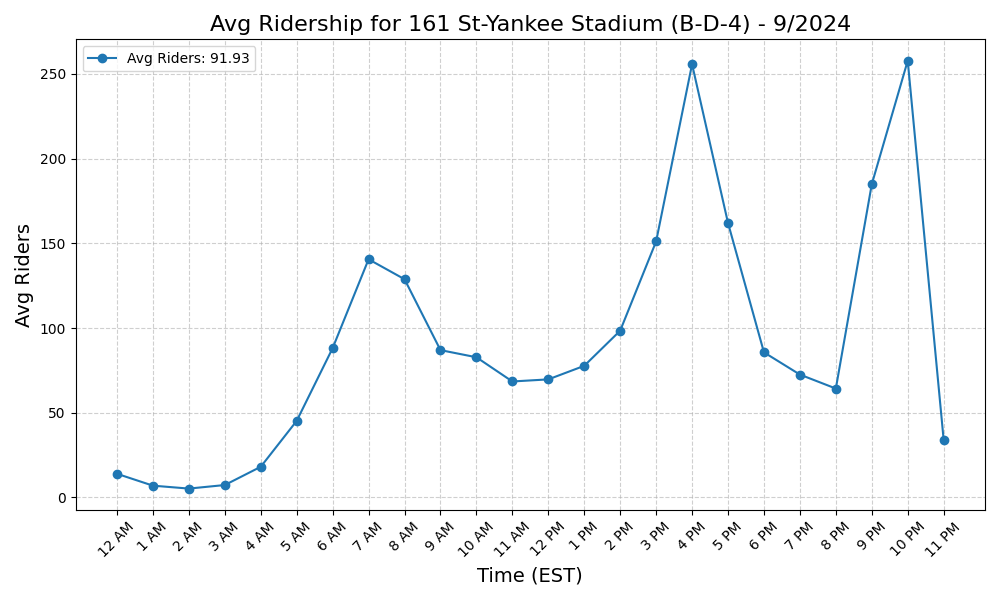 Avg Ridership for 161 St-Yankee Stadium (B-D-4) - 9/2024
Avg Riders: 91.93
Avg Riders
250
200
150
100
50
0
12 AM
1 AM
2 AM
3 AM
4 AM
5 AM
6 AM
7 AM
8 AM
9 AM
10 AM
11 AM
12 PM
1 PM
2 PM
3 PM
4 PM
5 PM
6 PM
7 PM
8 PM
9 PM
10 PM
11 PM
Time (EST)